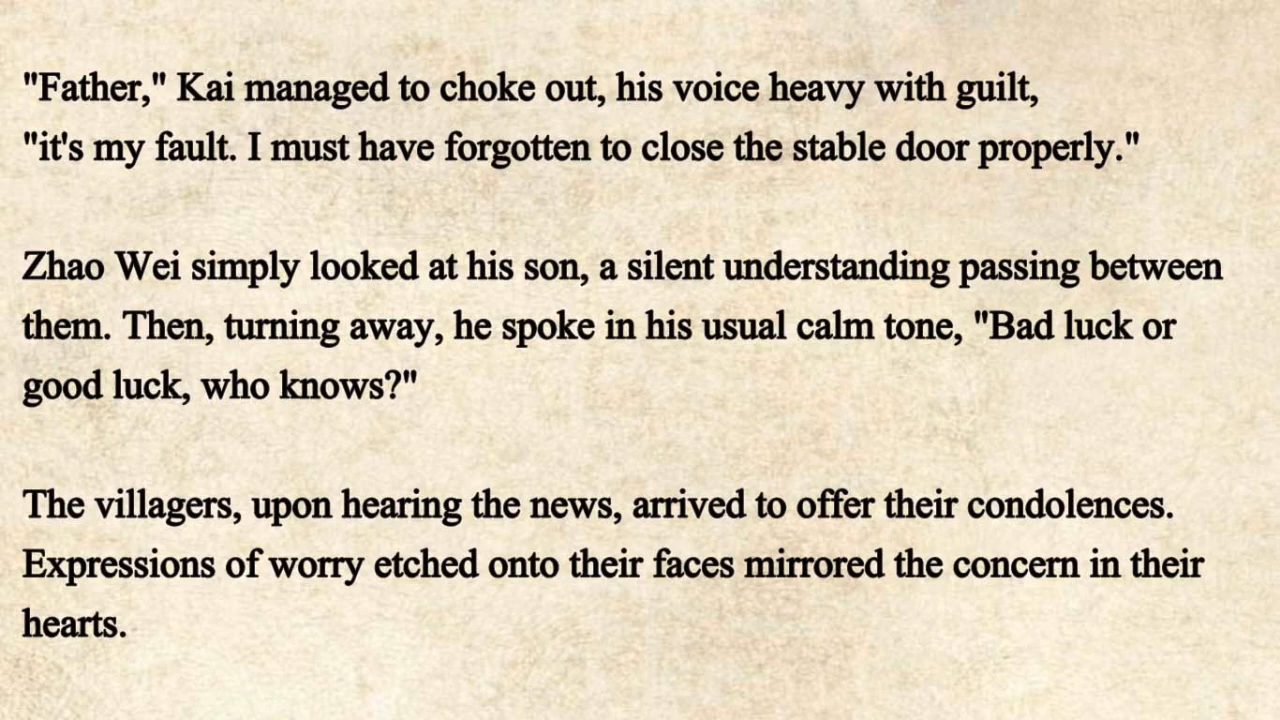 "Father," Kai managed to choke out, his voice heavy with guilt,
"it's my fault. I must have forgotten to close the stable door properly."
Zhao Wei simply looked at his son, a silent understanding passing between
them. Then, turning away, he spoke in his usual calm tone, "Bad luck or
good luck, who knows?"
The villagers, upon hearing the news, arrived to offer their condolences.
Expressions of worry etched onto their faces mirrored the concern in their
hearts.